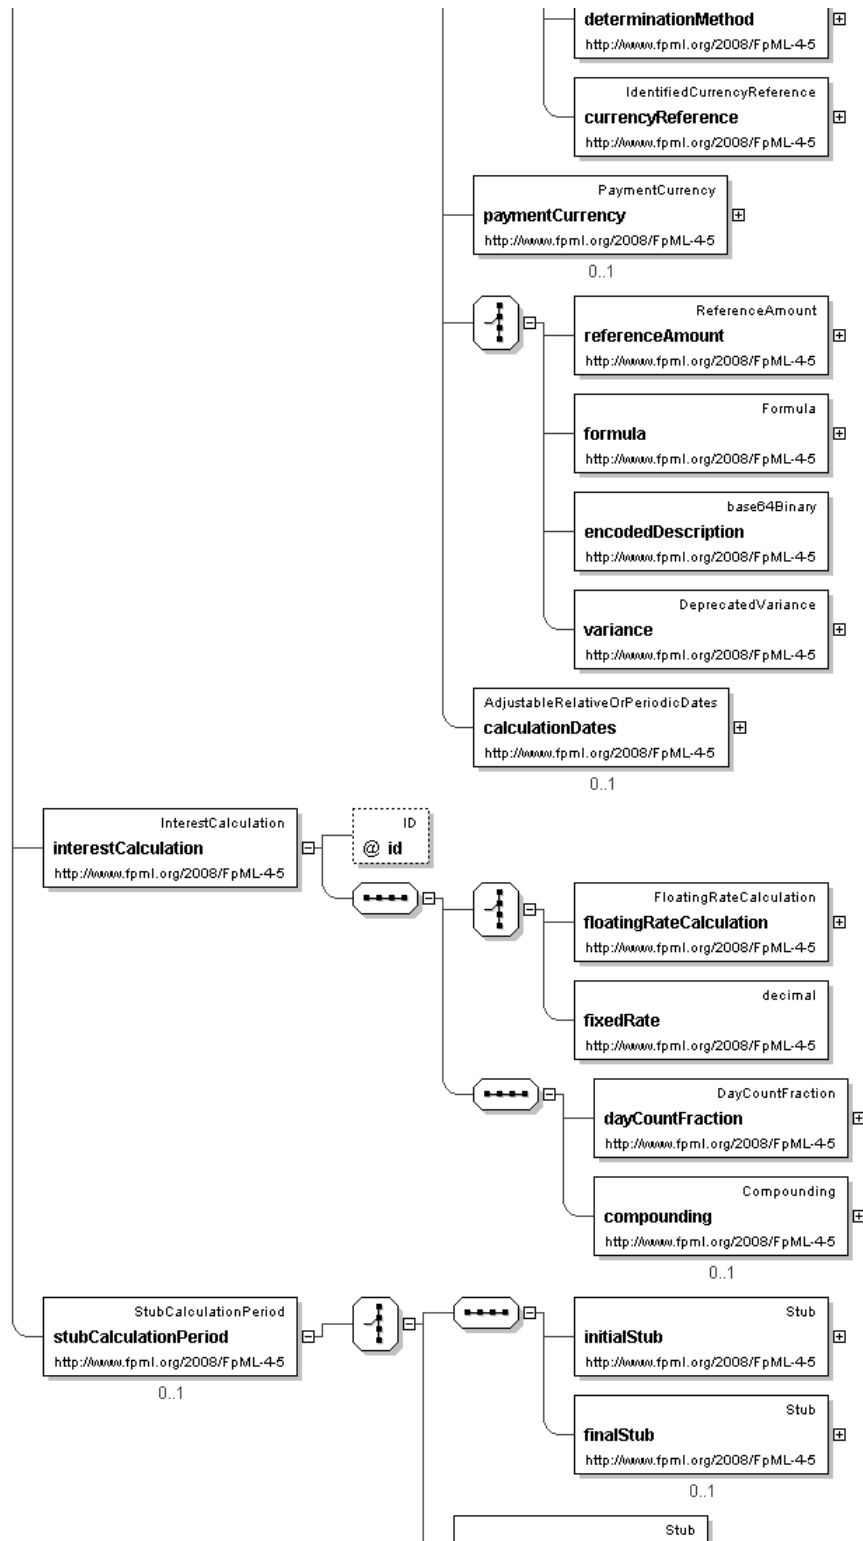 determinationMethod
http://www.fpml.org/2008/FpML-4-5
IdentifiedCurrencyReference
currencyReference
http://www.fpml.org/2008/FpML-4-5
PaymentCurrency
paymentCurrency
http://www.fpml.org/2008/FpML-4-5
0..1
ReferenceAmount
referenceAmount
http://www.fpml.org/2008/FpML-4-5
Formula
formula
http://www.fpml.org/2008/FpML-4-5
base64Binary
encodedDescription
http://www.fpml.org/2008/FpML-4-5
DeprecatedVariance
variance
http://www.fpml.org/2008/FpML-4-5
AdjustableRelativeOrPeriodicDates
calculationDates
http://www.fpml.org/2008/FpML-4-5
0..1
InterestCalculation
interestCalculation
http://www.fpml.org/2008/FpML-4-5
ID
@ id
FloatingRateCalculation
floatingRateCalculation
http://www.fpml.org/2008/FpML-4-5
decimal
fixedRate
http://www.fpml.org/2008/FpML-4-5
DayCountFraction
dayCountFraction
http://www.fpml.org/2008/FpML-4-5
Compounding
compounding
http://www.fpml.org/2008/FpML-4-5
0..1
StubCalculationPeriod
stubCalculationPeriod
http://www.fpml.org/2008/FpML-4-5
0..1
Stub
initialStub
http://www.fpml.org/2008/FpML-4-5
Stub
finalStub
http://www.fpml.org/2008/FpML-4-5
0..1
Stub